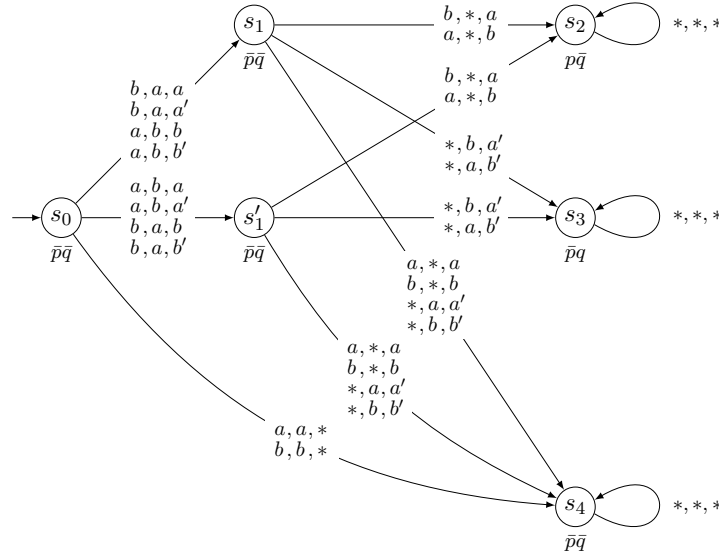 s₁
p̄q̄
b, *, a
a, *, b
s₂
pq̄
*, *, *
b, a, a
b, a, a′
a, b, b
a, b, b′
b, *, a
a, *, b
*, b, a′
*, a, b′
s₀
p̄q̄
a, b, a
a, b, a′
b, a, b
b, a, b′
s′₁
p̄q̄
*, b, a′
*, a, b′
s₃
p̄q
*, *, *
a, *, a
b, *, b
*, a, a′
*, b, b′
a, *, a
b, *, b
*, a, a′
*, b, b′
a, a, *
b, b, *
s₄
p̄q̄
*, *, *